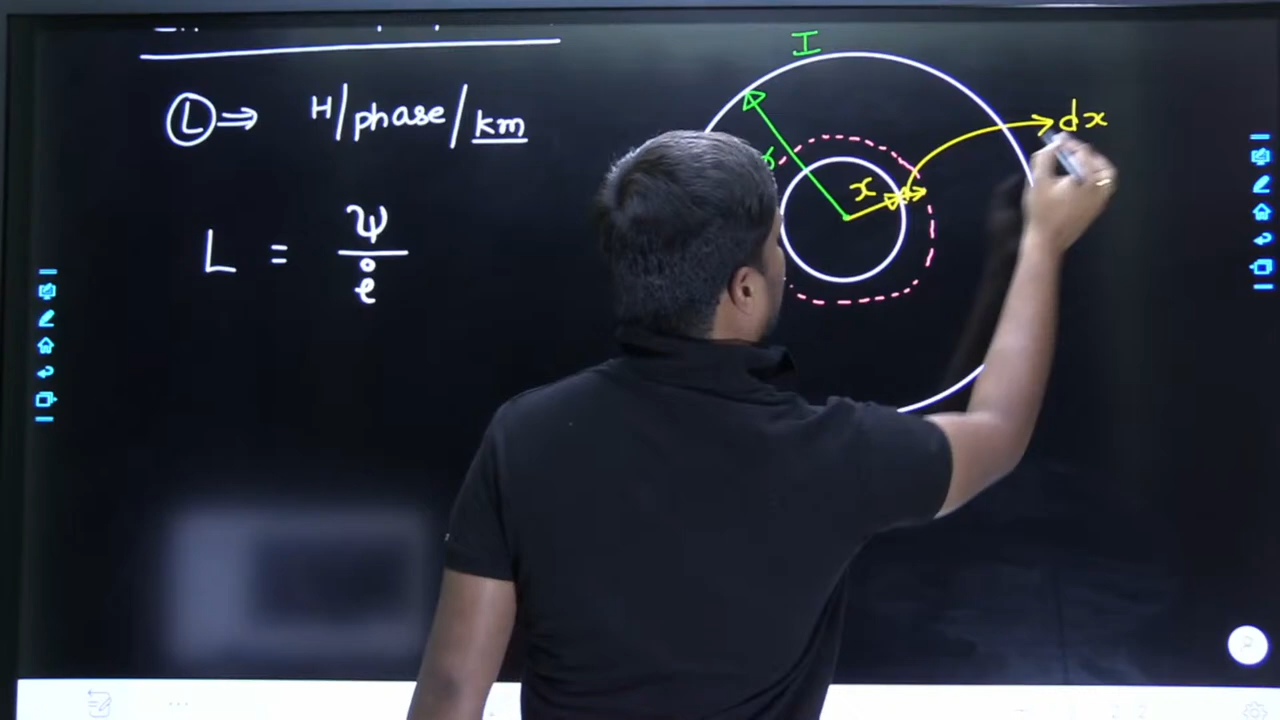 I
Ⓛ ⇒ H/phase/km
dx
x
L = Ψ/i